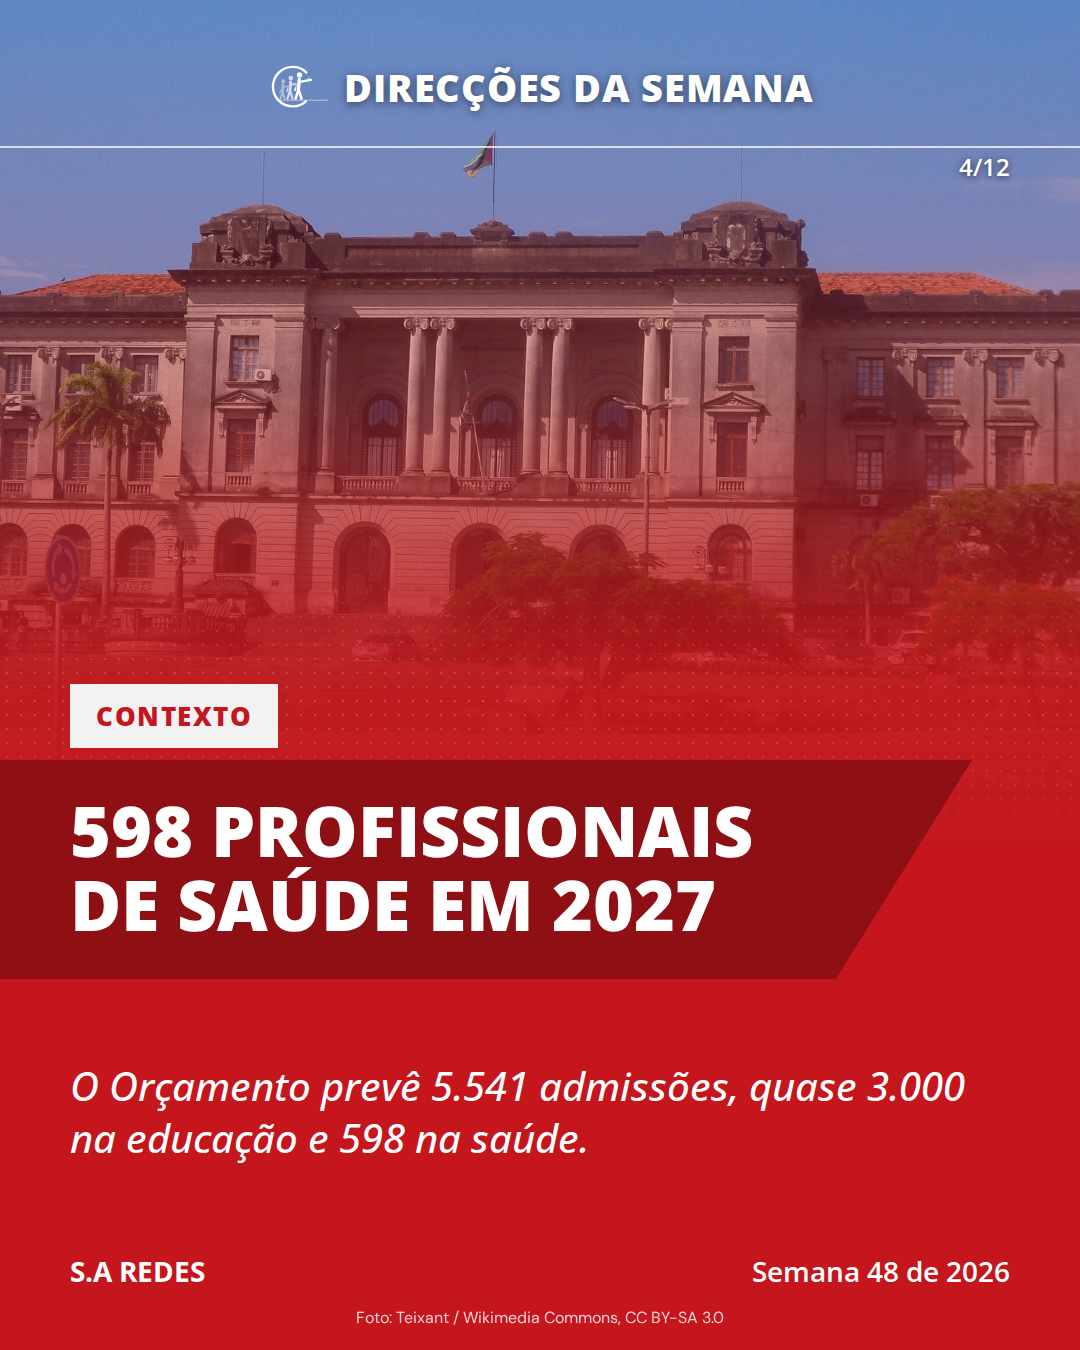 DIRECÇÕES DA SEMANA
4/12
CONTEXTO
598 PROFISSIONAIS
DE SAÚDE EM 2027
O Orçamento prevê 5.541 admissões, quase 3.000
na educação e 598 na saúde.
S.A REDES
Semana 48 de 2026
Foto: Teixant / Wikimedia Commons, CC BY-SA 3.0